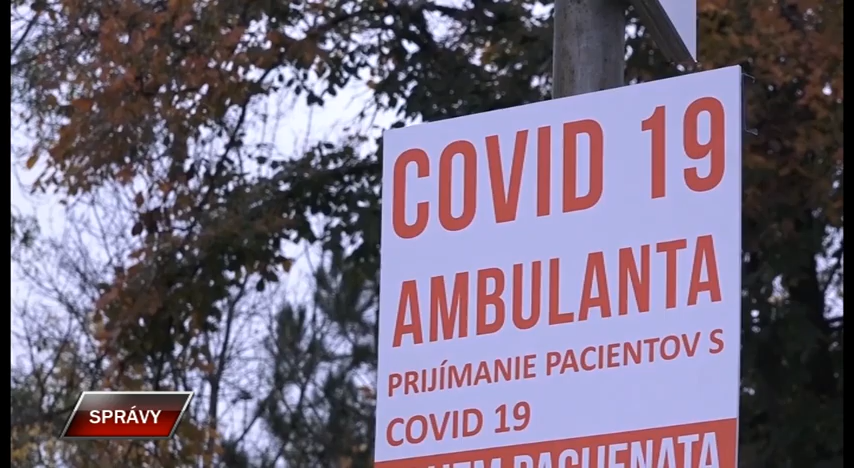 COVID 19
AMBULANTA
PRIJÍMANIE PACIENTOV S
COVID 19
SPRÁVY